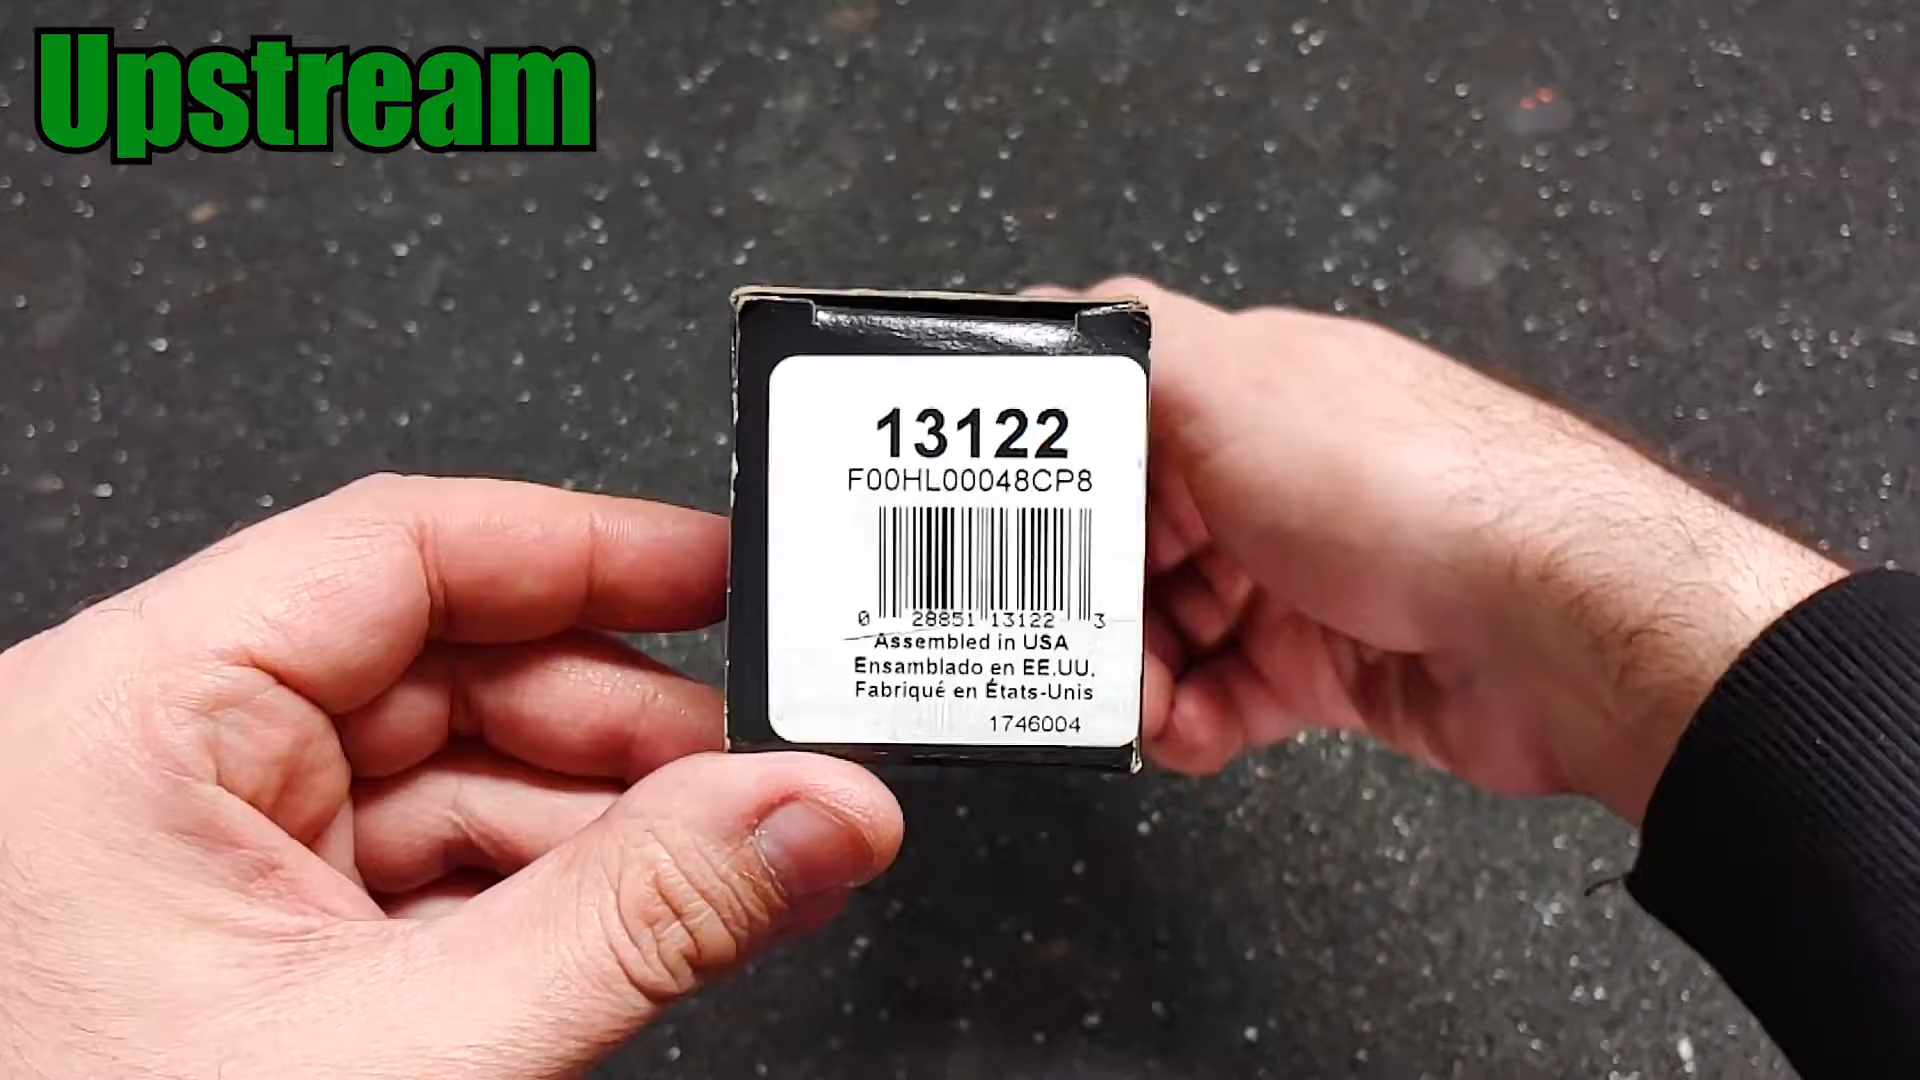 Upstream
13122
F00HL00048CP8
0 28851 13122 3
Assembled in USA
Ensamblado en EE.UU.
Fabriqué en États-Unis
1746004